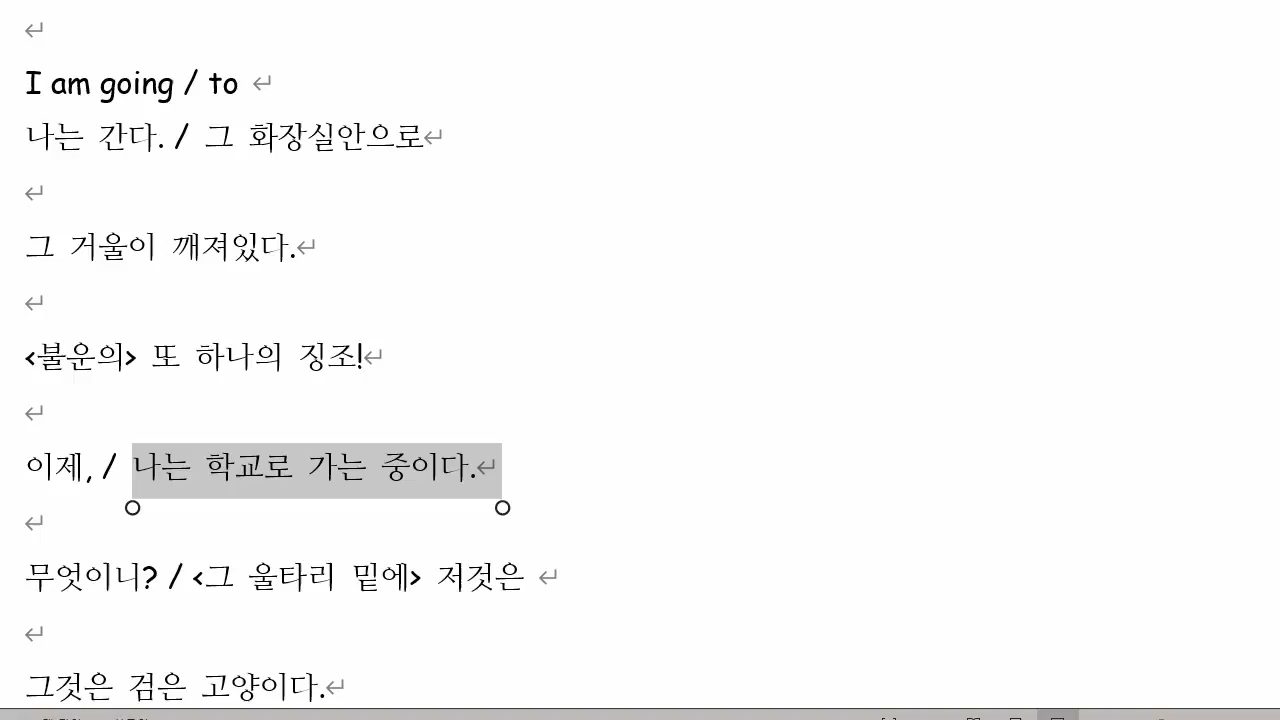 I am going / to
나는 간다. / 그 화장실안으로
그 거울이 깨져있다.
<불운의> 또 하나의 징조!
이제, / 나는 학교로 가는 중이다.
무엇이니? / <그 울타리 밑에> 저것은
그것은 검은 고양이다.